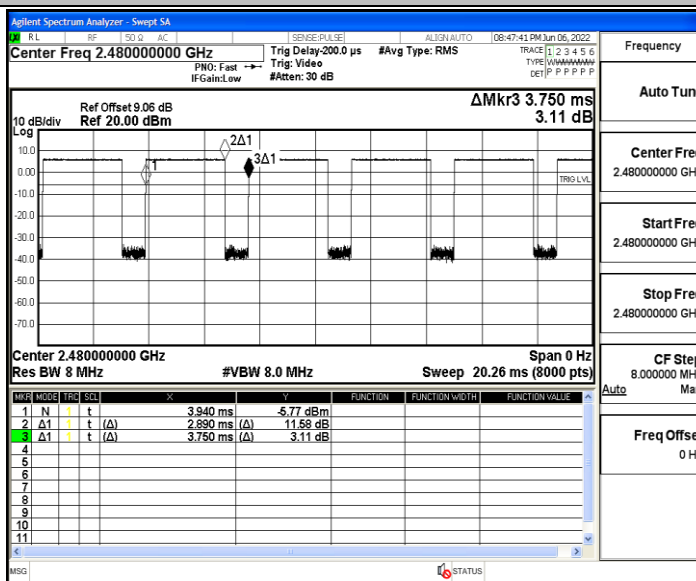 Agilent Spectrum Analyzer - Swept SA
RL RF 50 Ω AC SENSE:PULSE ALIGN AUTO 08:47:41 PM Jun 06, 2022
Center Freq 2.480000000 GHz
PNO: Fast
IFGain:Low
Trig Delay-200.0 µs
Trig: Video
#Atten: 30 dB
#Avg Type: RMS
TRACE 1 2 3 4 5 6
TYPE
DET P P P P P P
Ref Offset 9.06 dB
Ref 20.00 dBm
10 dB/div
Log
ΔMkr3 3.750 ms
3.11 dB
10.0
0.00
-10.0
-20.0
-30.0
-40.0
-50.0
-60.0
-70.0
1
2Δ1
3Δ1
TRIG LVL
Center 2.480000000 GHz Span 0 Hz
Res BW 8 MHz #VBW 8.0 MHz Sweep 20.26 ms (8000 pts)
MKR MODE TRC SCL X Y FUNCTION FUNCTION WIDTH FUNCTION VALUE
1 N 1 t 3.940 ms -5.77 dBm
2 Δ1 1 t (Δ) 2.890 ms (Δ) 11.58 dB
3 Δ1 1 t (Δ) 3.750 ms (Δ) 3.11 dB
4
5
6
7
8
9
10
11
MSG STATUS
Frequency
Auto Tun
Center Fre
2.480000000 GH
Start Fre
2.480000000 GH
Stop Fre
2.480000000 GH
CF Step
8.000000 MH
Auto Ma
Freq Offse
0 H